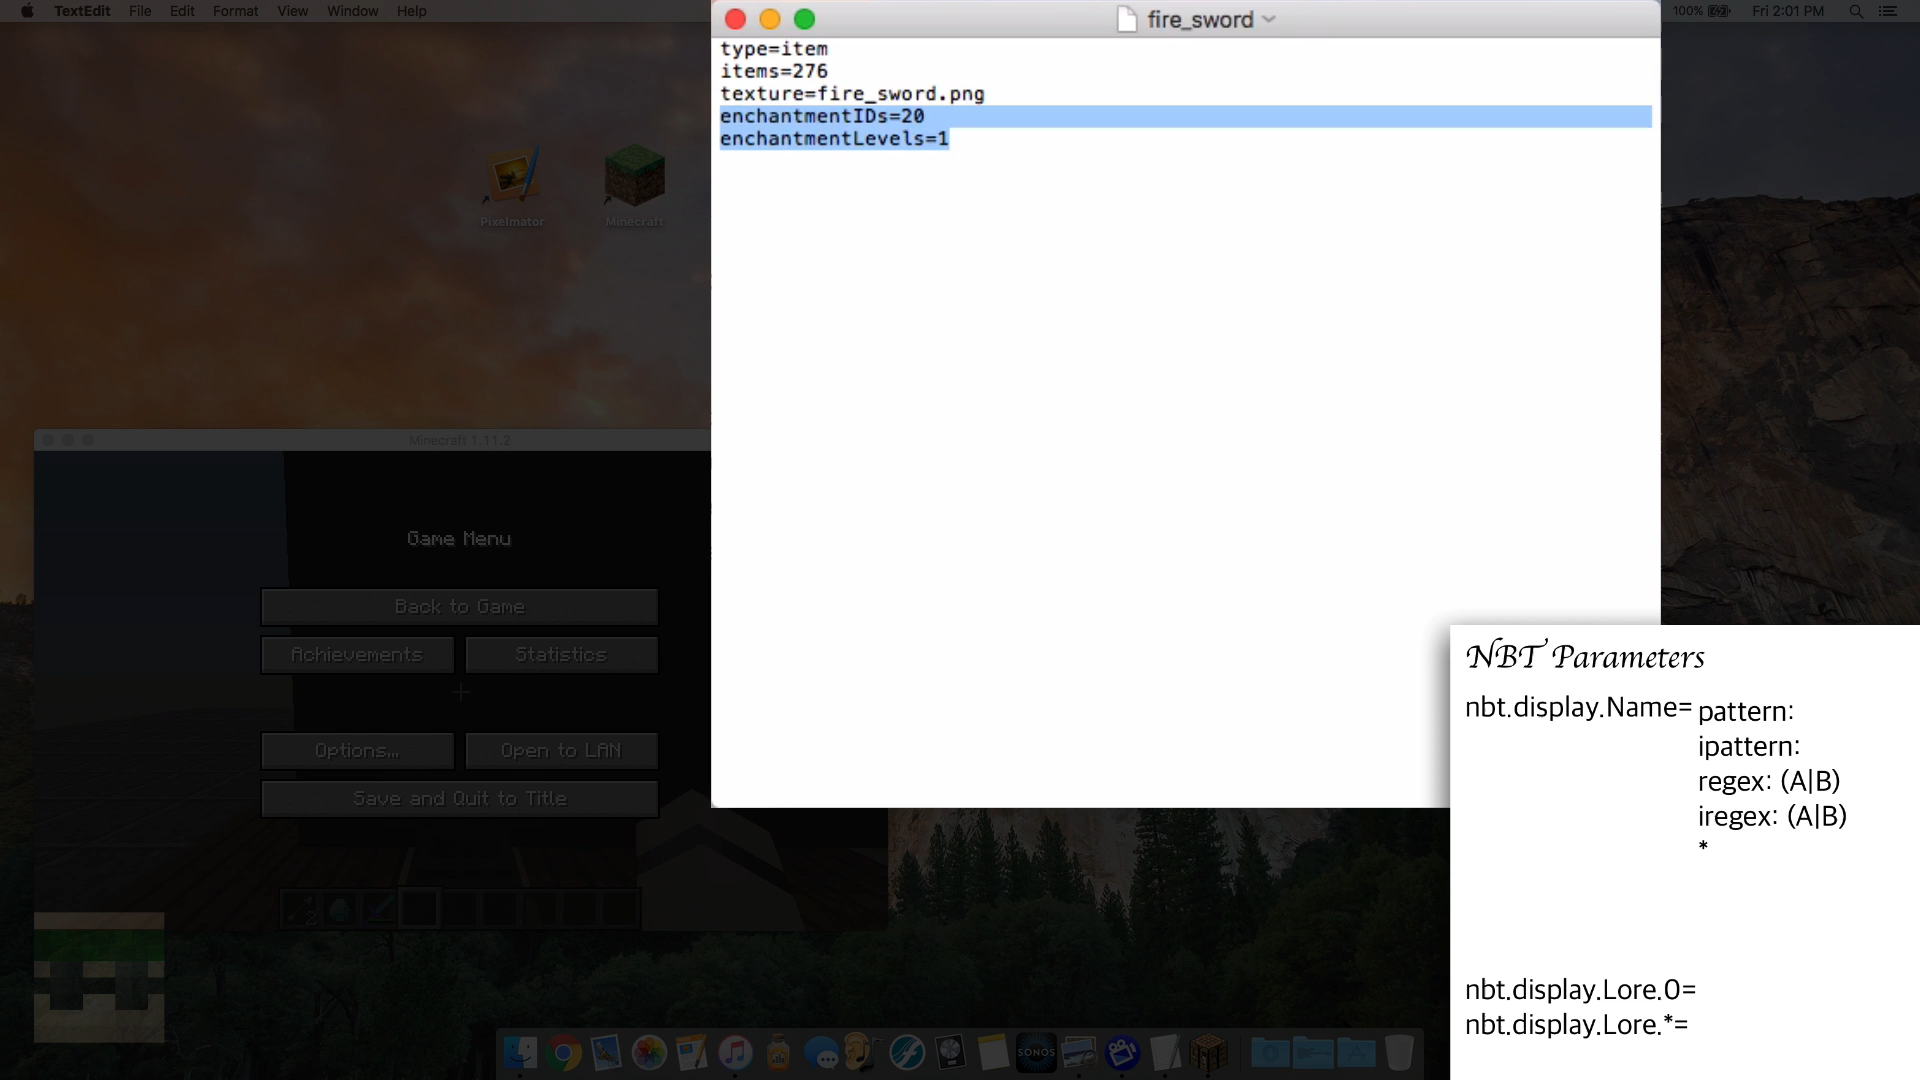 TextEdit File Edit Format View Window Help
100% Fri 2:01 PM
fire_sword
type=item
items=276
texture=fire_sword.png
enchantmentIDs=20
enchantmentLevels=1
Pixelmator
Minecraft
Minecraft 1.11.2
Game Menu
Back to Game
Achievements Statistics
Options... Open to LAN
Save and Quit to Title
2
NBT Parameters
nbt.display.Name= pattern:
ipattern:
regex: (A|B)
iregex: (A|B)
*
nbt.display.Lore.0=
nbt.display.Lore.*=
SONOS